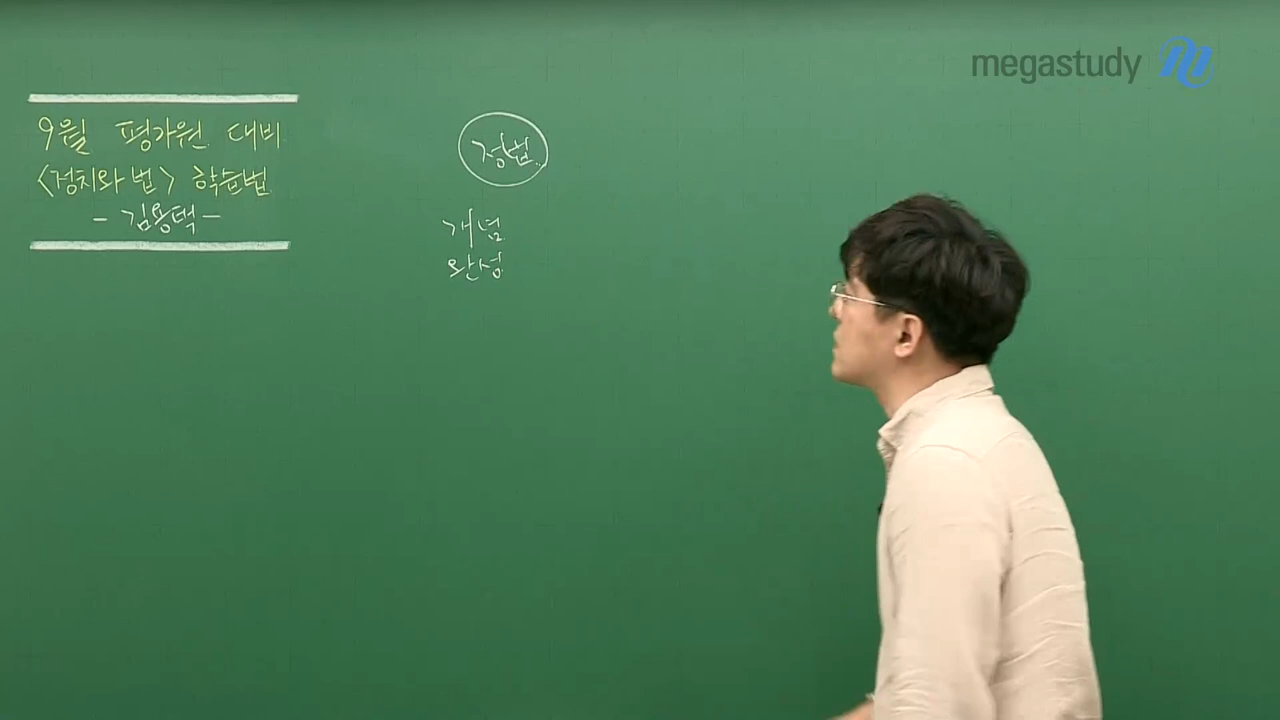 megastudy
9월 평가원 대비
<정치와 법> 학습법
- 김용택 -
정법
개념
완성